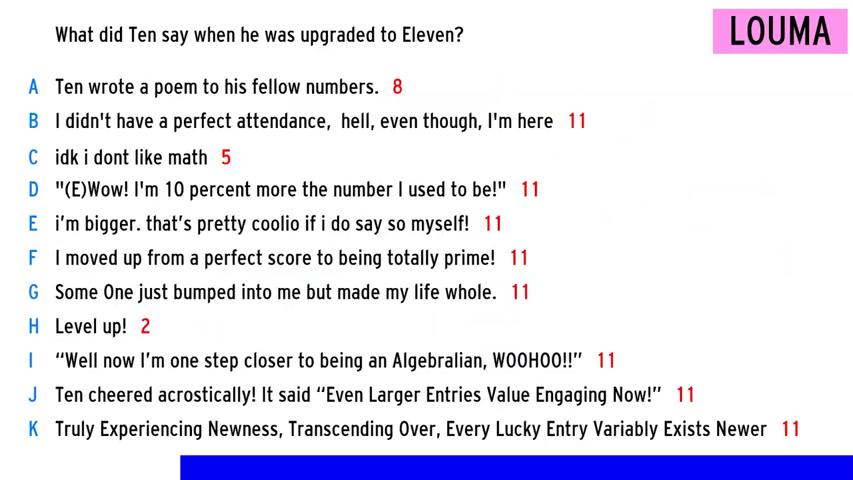 What did Ten say when he was upgraded to Eleven?
LOUMA
A Ten wrote a poem to his fellow numbers. 8
B I didn't have a perfect attendance, hell, even though, I'm here 11
C idk i dont like math 5
D "(E)Wow! I'm 10 percent more the number I used to be!" 11
E i’m bigger. that’s pretty coolio if i do say so myself! 11
F I moved up from a perfect score to being totally prime! 11
G Some One just bumped into me but made my life whole. 11
H Level up! 2
I “Well now I’m one step closer to being an Algebralian, WOOHOO!!” 11
J Ten cheered acrostically! It said “Even Larger Entries Value Engaging Now!” 11
K Truly Experiencing Newness, Transcending Over, Every Lucky Entry Variably Exists Newer 11